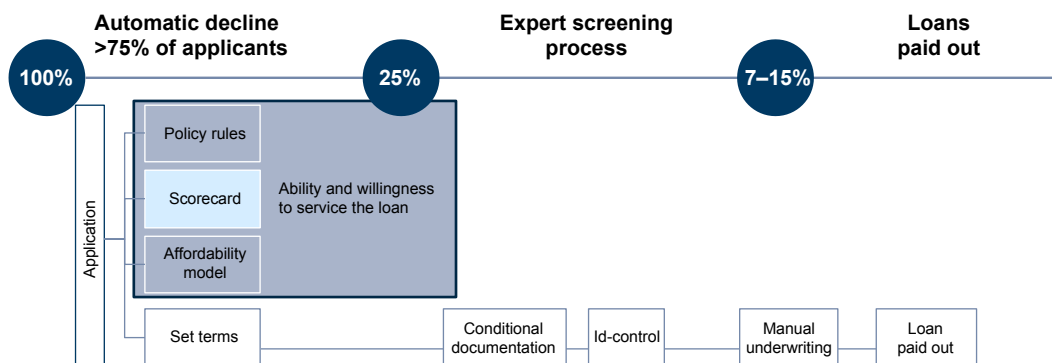 Automatic decline
>75% of applicants
Expert screening
process
Loans
paid out
100%
25%
7–15%
Application
Policy rules
Scorecard
Affordability
model
Ability and willingness
to service the loan
Set terms
Conditional
documentation
Id-control
Manual
underwriting
Loan
paid out